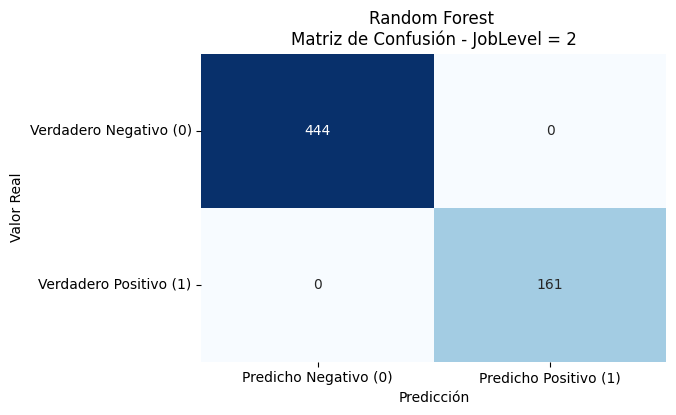 Random Forest
Matriz de Confusión - JobLevel = 2
Verdadero Negativo (0)
444
0
Valor Real
Verdadero Positivo (1)
0
161
Predicho Negativo (0)
Predicho Positivo (1)
Predicción